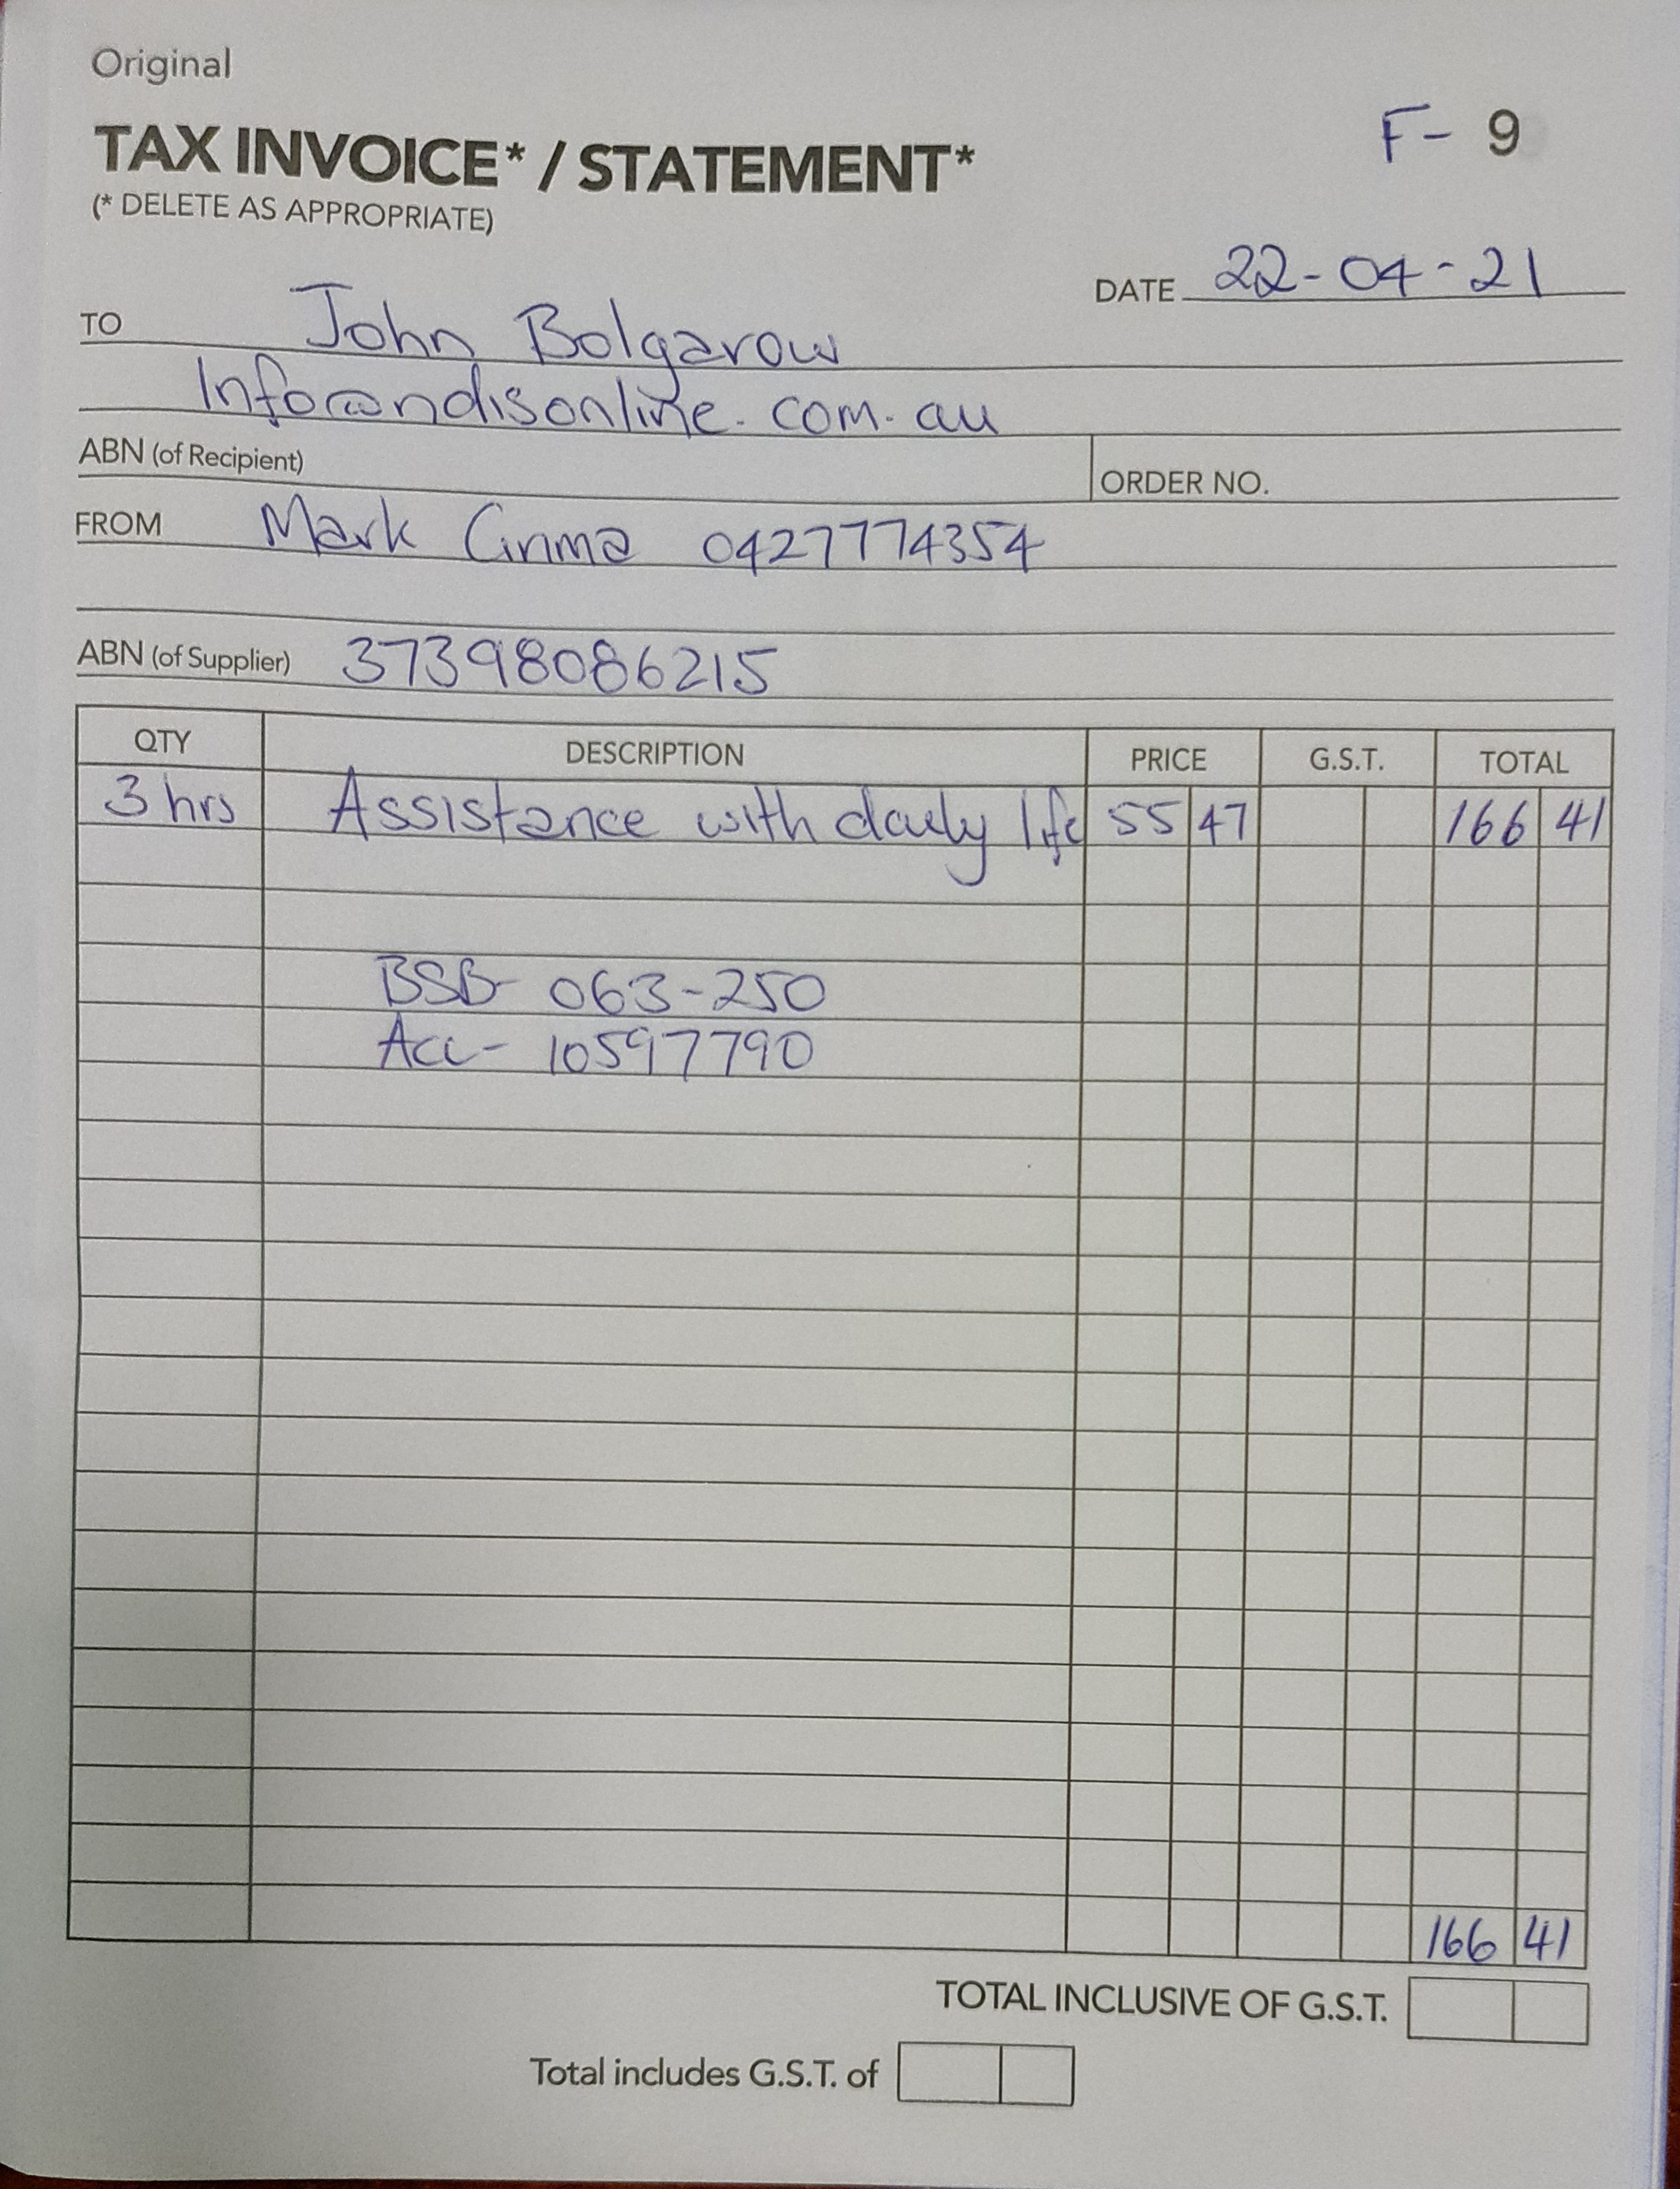 Original
TAX INVOICE* / STATEMENT*
F- 9
(* DELETE AS APPROPRIATE)
DATE 22-04-21
TO John Bolgarow
Info@ndisonline.com.au
ABN (of Recipient) ORDER NO.
FROM Mark Cinma 0427774354
ABN (of Supplier) 37398086215
QTY DESCRIPTION PRICE G.S.T. TOTAL
3 hrs Assistance with daily life 55 47 166 41
BSB- 063-250
Acc- 10597790
166 41
TOTAL INCLUSIVE OF G.S.T.
Total includes G.S.T. of